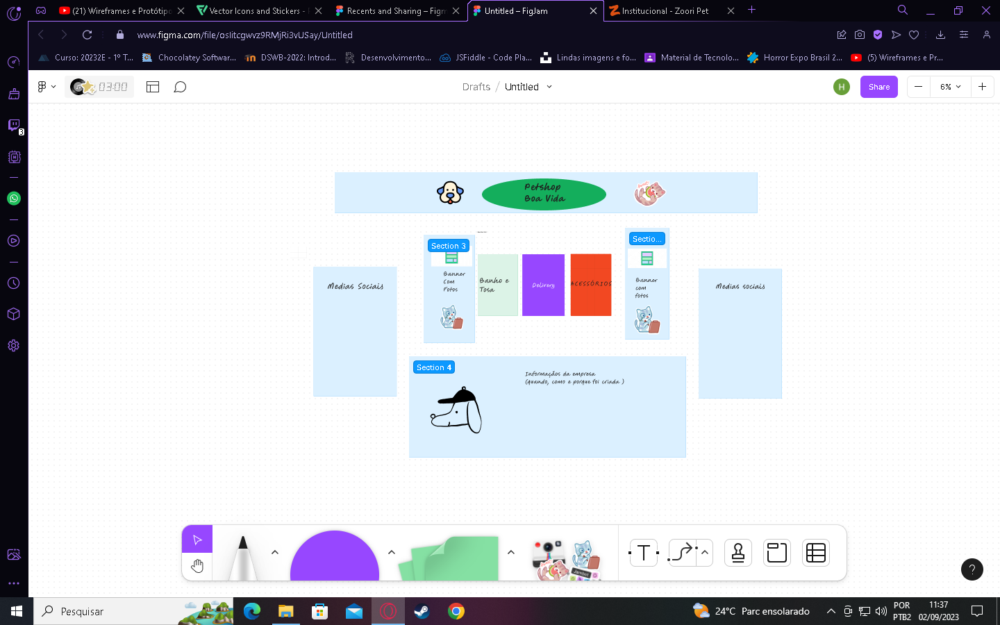 (21) Wireframes e Protótipo
Vector Icons and Stickers -
Recents and Sharing – Figm
Untitled – FigJam
Institucional - Zoori Pet
www.figma.com/file/osIitcgwvz9RMjRi3vUSay/Untitled
Curso: 20232E - 1º T...
Chocolatey Softwar...
DSWB-2022: Introd...
Desenvolvimento...
JSFiddle - Code Pla...
Lindas imagens e fo...
Material de Tecnolo...
Horror Expo Brasil 2...
(5) Wireframes e Pr...
03:00
Drafts / Untitled
H
Share
6%
3
Petshop
Boa Vida
Section 3
Sectio...
Banner
Com
Fotos
Banho e
Tosa
Delivery
ACESSÓRIOS
Banner
com
fotos
Medias Sociais
Medias sociais
Section 4
Informaçãos da empresa
(quando, como e porque foi criada )
T
Jambot
?
Pesquisar
24°C Parc ensolarado
POR
PTB2
11:37
02/09/2023